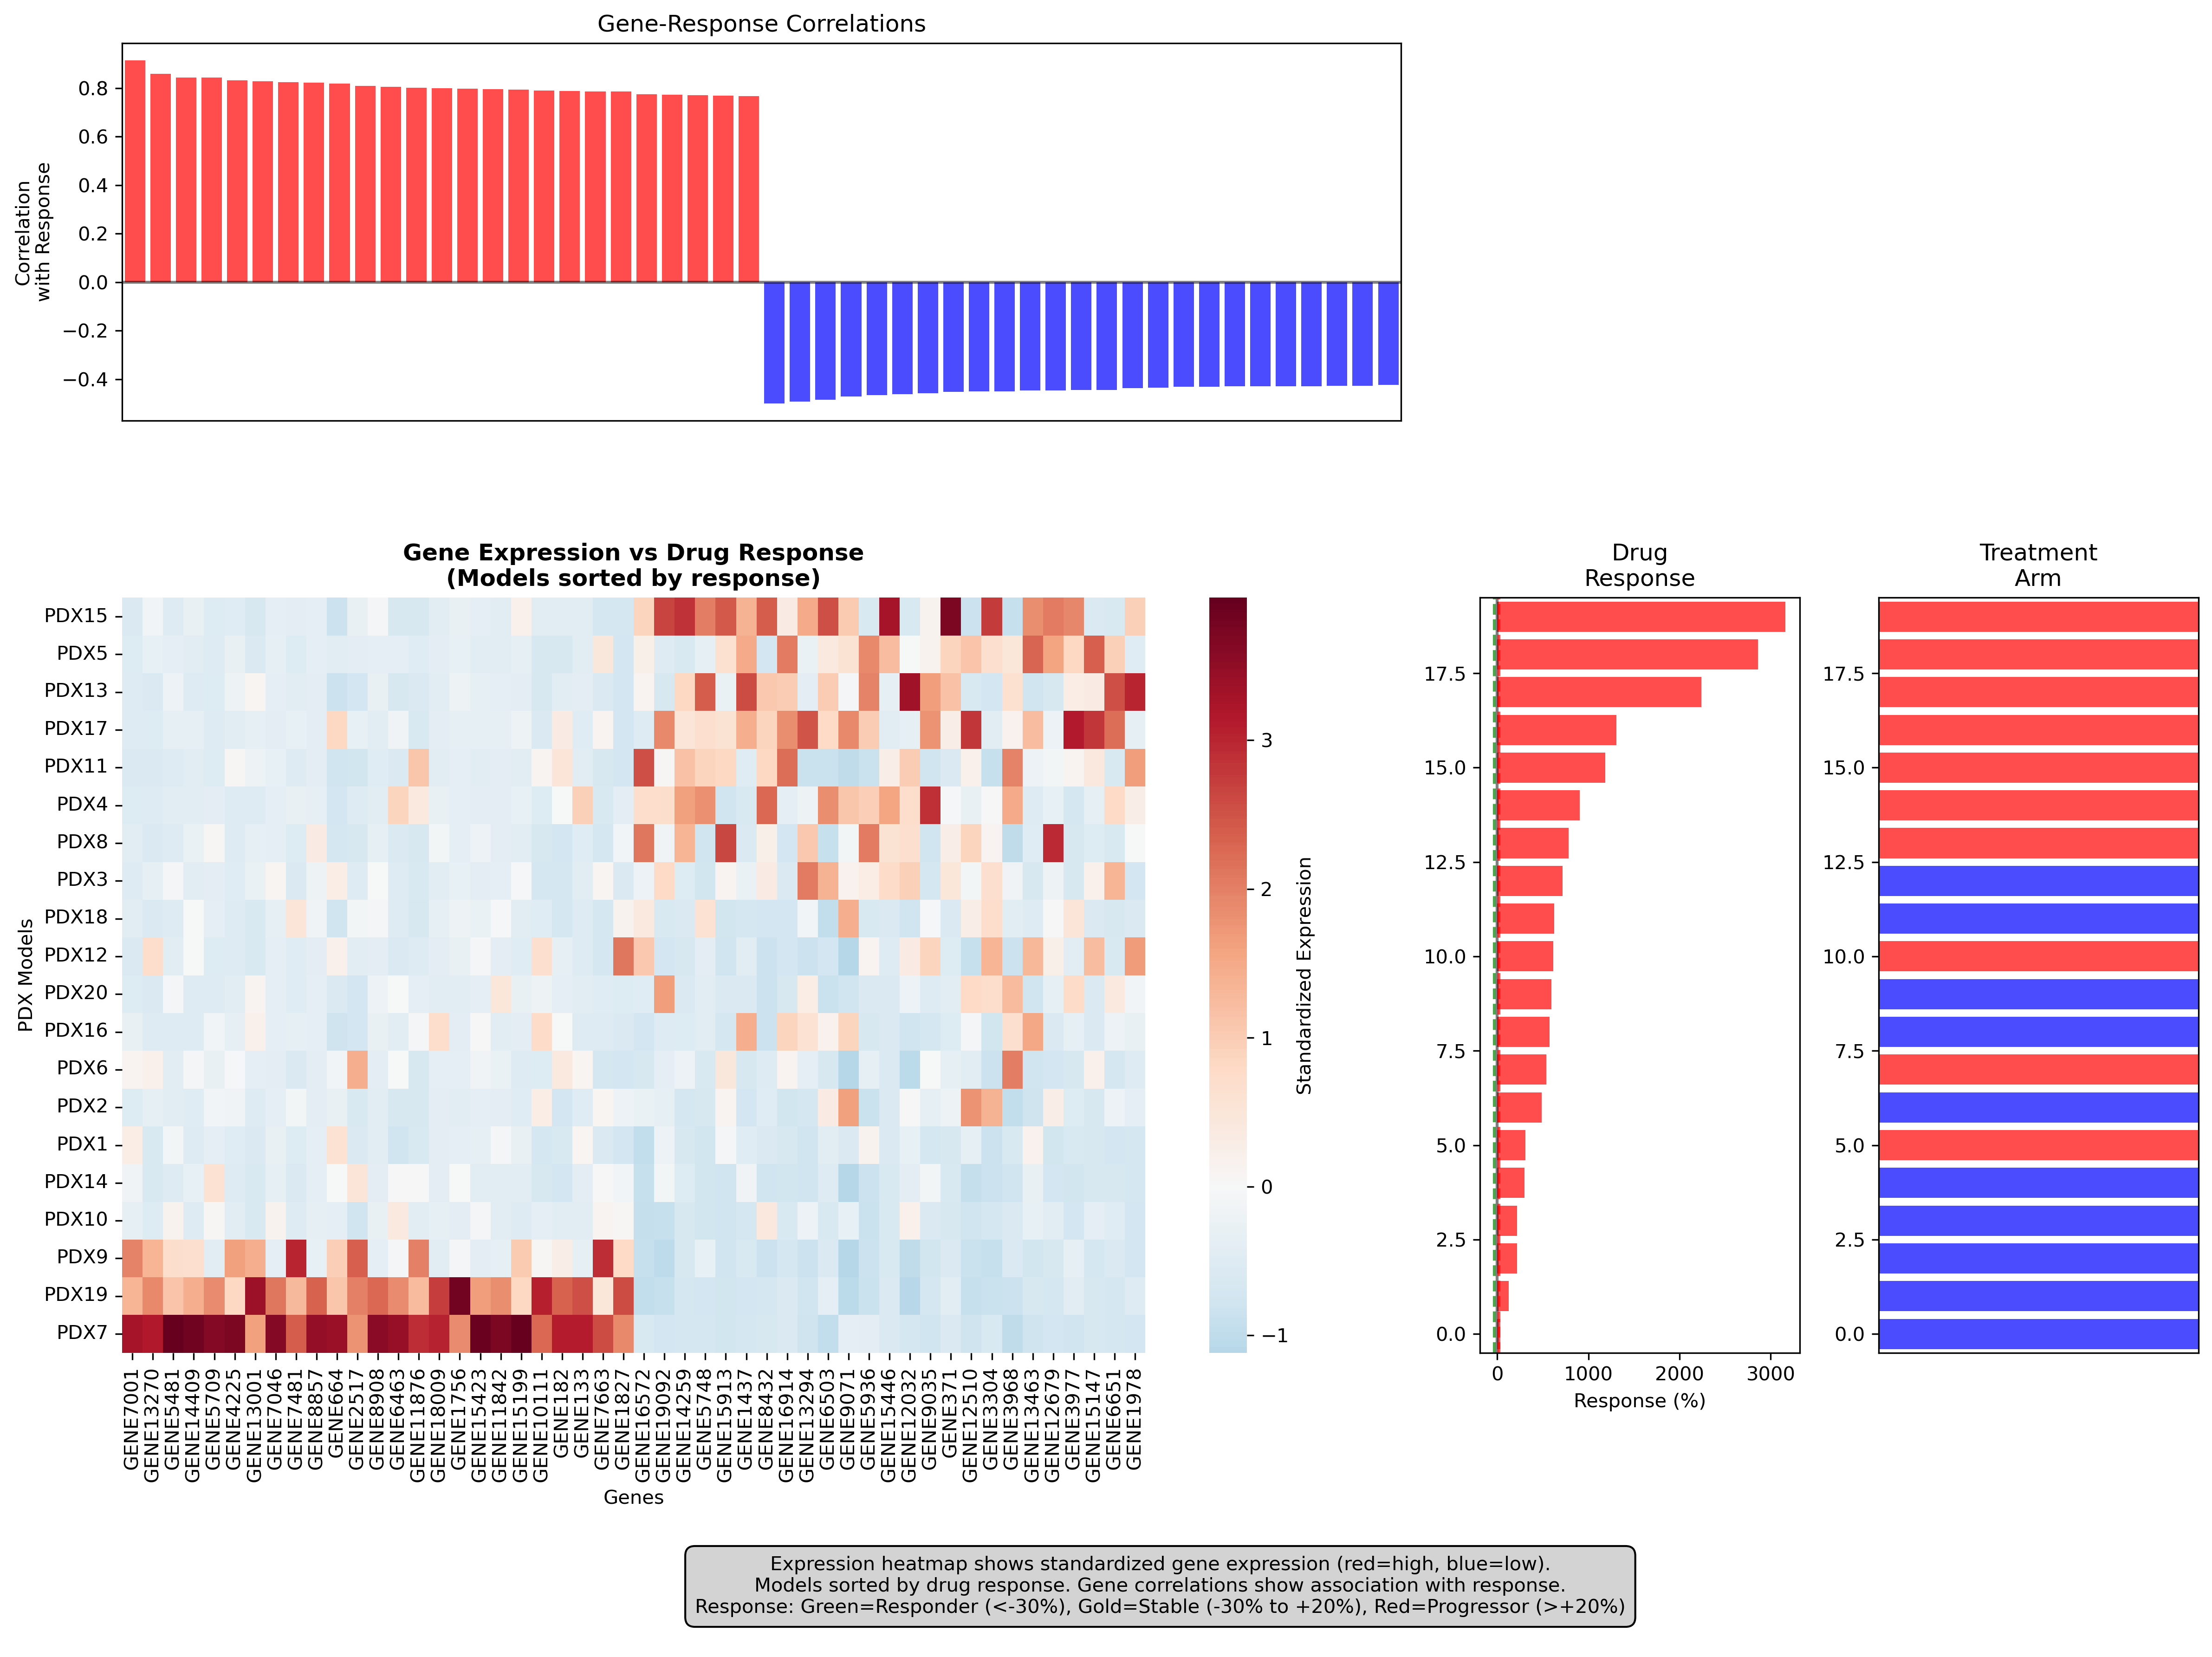 Gene-Response Correlations
Correlation
with Response
0.8
0.6
0.4
0.2
0.0
−0.2
−0.4
Gene Expression vs Drug Response
(Models sorted by response)
PDX Models
PDX15
PDX5
PDX13
PDX17
PDX11
PDX4
PDX8
PDX3
PDX18
PDX12
PDX20
PDX16
PDX6
PDX2
PDX1
PDX14
PDX10
PDX9
PDX19
PDX7
GENE7001
GENE13270
GENE5481
GENE14409
GENE5709
GENE4225
GENE13001
GENE7046
GENE7481
GENE8857
GENE664
GENE2517
GENE8908
GENE6463
GENE11876
GENE18009
GENE1756
GENE15423
GENE11842
GENE15199
GENE10111
GENE182
GENE133
GENE7663
GENE1827
GENE16572
GENE19092
GENE14259
GENE5748
GENE15913
GENE1437
GENE8432
GENE16914
GENE13294
GENE6503
GENE9071
GENE5936
GENE15446
GENE12032
GENE9035
GENE371
GENE12510
GENE3304
GENE3968
GENE13463
GENE12679
GENE3977
GENE15147
GENE6651
GENE1978
Genes
3
2
1
0
−1
Standardized Expression
Drug
Response
17.5
15.0
12.5
10.0
7.5
5.0
2.5
0.0
0 1000 2000 3000
Response (%)
Treatment
Arm
17.5
15.0
12.5
10.0
7.5
5.0
2.5
0.0
Expression heatmap shows standardized gene expression (red=high, blue=low).
Models sorted by drug response. Gene correlations show association with response.
Response: Green=Responder (<-30%), Gold=Stable (-30% to +20%), Red=Progressor (>+20%)